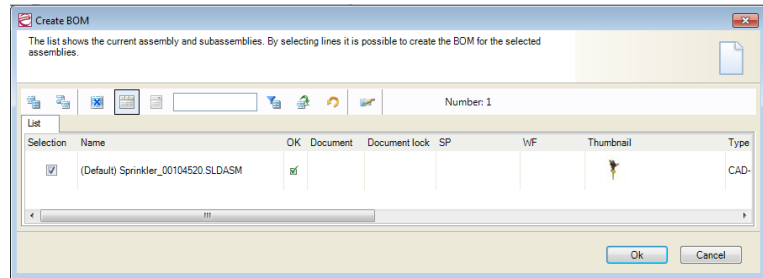 Create BOM
The list shows the current assembly and subassemblies. By selecting lines it is possible to create the BOM for the selected
assemblies.
Number: 1
List
Selection Name OK Document Document lock SP WF Thumbnail Type
(Default) Sprinkler_00104520.SLDASM CAD-
Ok Cancel